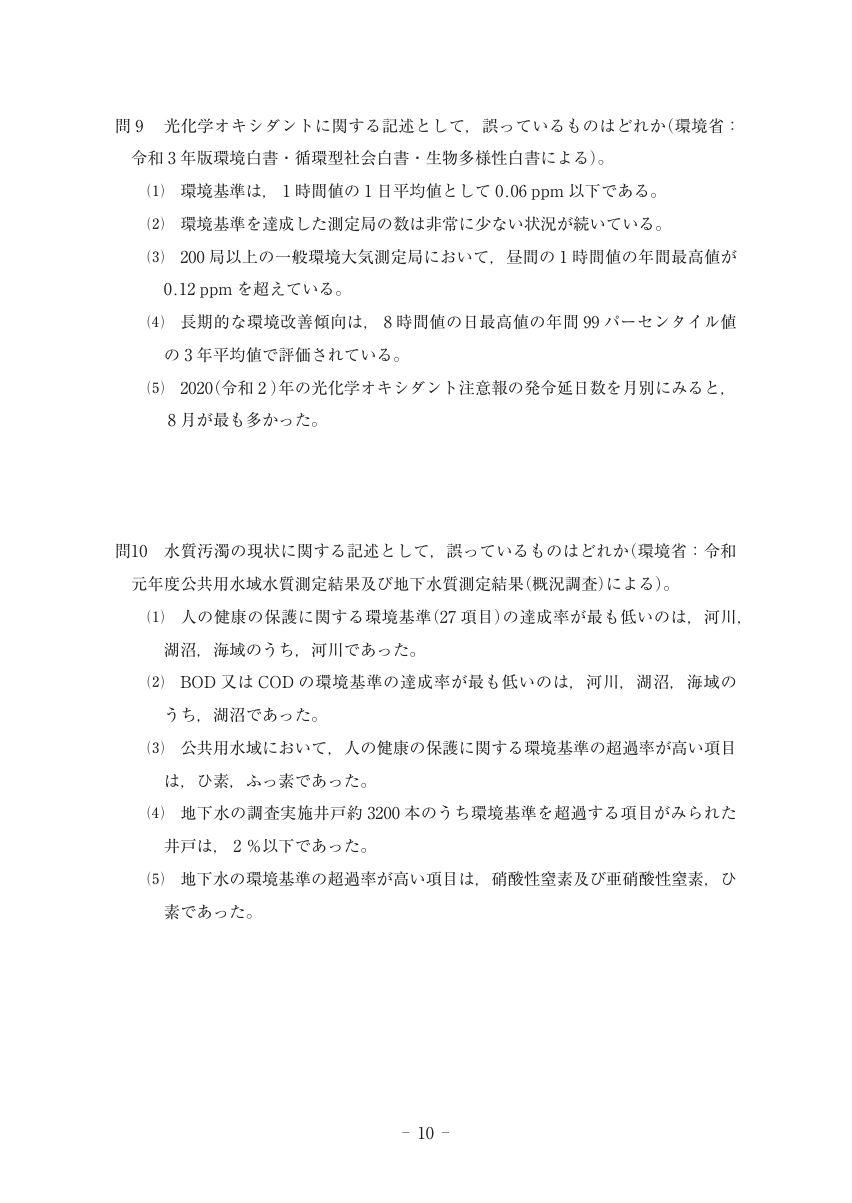 問9　光化学オキシダントに関する記述として，誤っているものはどれか(環境省：
令和3年版環境白書・循環型社会白書・生物多様性白書による)。
⑴　環境基準は，1時間値の1日平均値として0.06 ppm以下である。
⑵　環境基準を達成した測定局の数は非常に少ない状況が続いている。
⑶　200局以上の一般環境大気測定局において，昼間の1時間値の年間最高値が
0.12 ppmを超えている。
⑷　長期的な環境改善傾向は，8時間値の日最高値の年間99パーセンタイル値
の3年平均値で評価されている。
⑸　2020(令和2)年の光化学オキシダント注意報の発令延日数を月別にみると，
8月が最も多かった。
問10　水質汚濁の現状に関する記述として，誤っているものはどれか(環境省：令和
元年度公共用水域水質測定結果及び地下水質測定結果(概況調査)による)。
⑴　人の健康の保護に関する環境基準(27項目)の達成率が最も低いのは，河川，
湖沼，海域のうち，河川であった。
⑵　BOD又はCODの環境基準の達成率が最も低いのは，河川，湖沼，海域の
うち，湖沼であった。
⑶　公共用水域において，人の健康の保護に関する環境基準の超過率が高い項目
は，ひ素，ふっ素であった。
⑷　地下水の調査実施井戸約3200本のうち環境基準を超過する項目がみられた
井戸は，2％以下であった。
⑸　地下水の環境基準の超過率が高い項目は，硝酸性窒素及び亜硝酸性窒素，ひ
素であった。
− 10 −